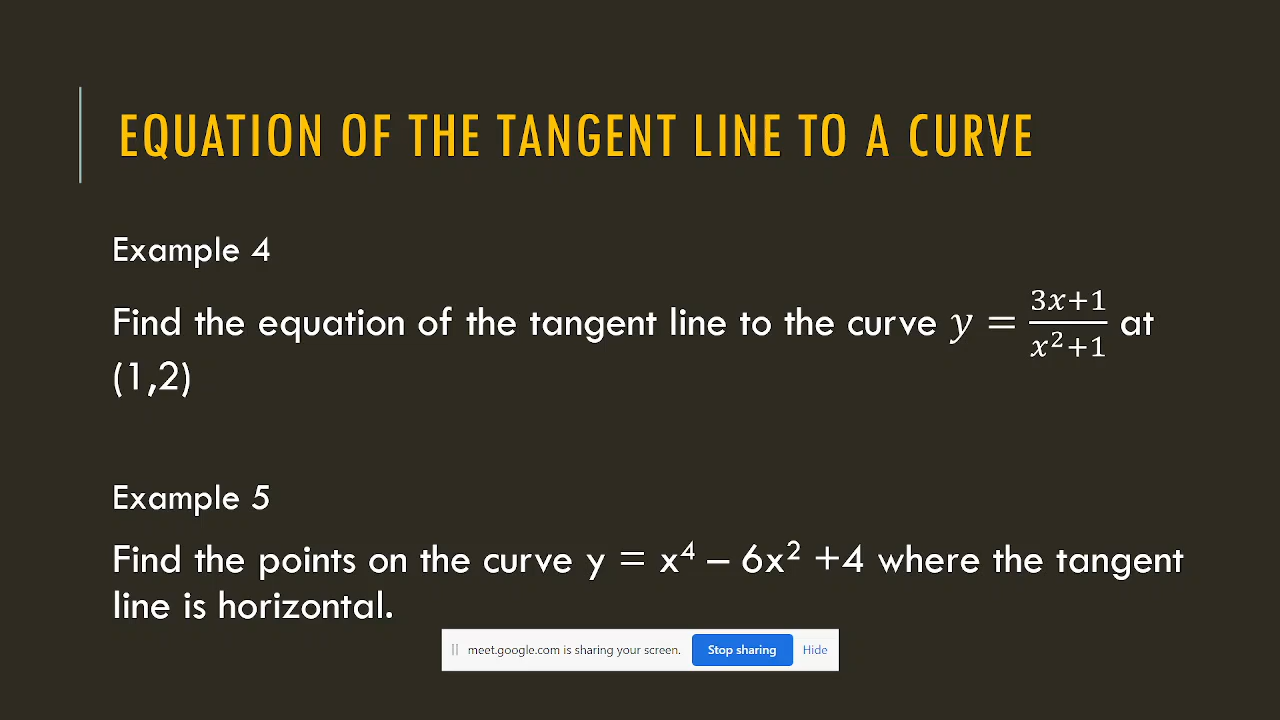 EQUATION OF THE TANGENT LINE TO A CURVE
Example 4
Find the equation of the tangent line to the curve $y = \frac{3x+1}{x^2+1}$ at
(1,2)
Example 5
Find the points on the curve y = x⁴ – 6x² +4 where the tangent
line is horizontal.
meet.google.com is sharing your screen. Stop sharing Hide